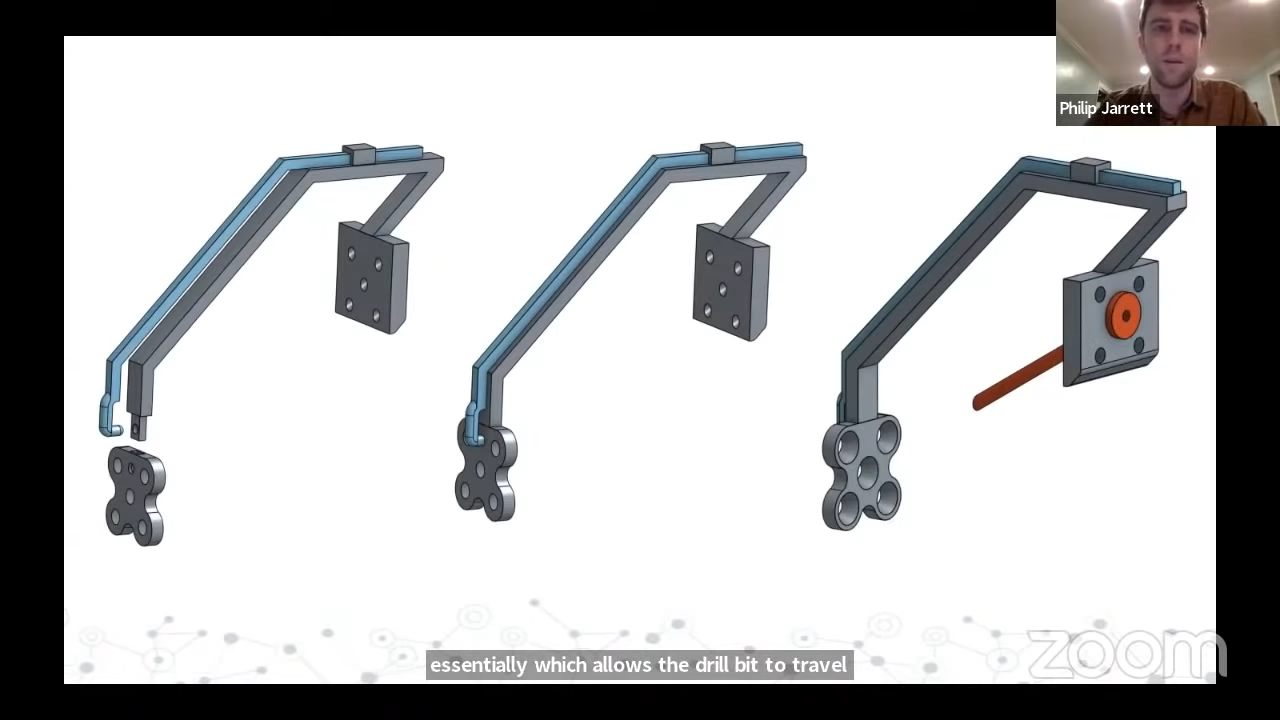 Philip Jarrett
essentially which allows the drill bit to travel
zoom